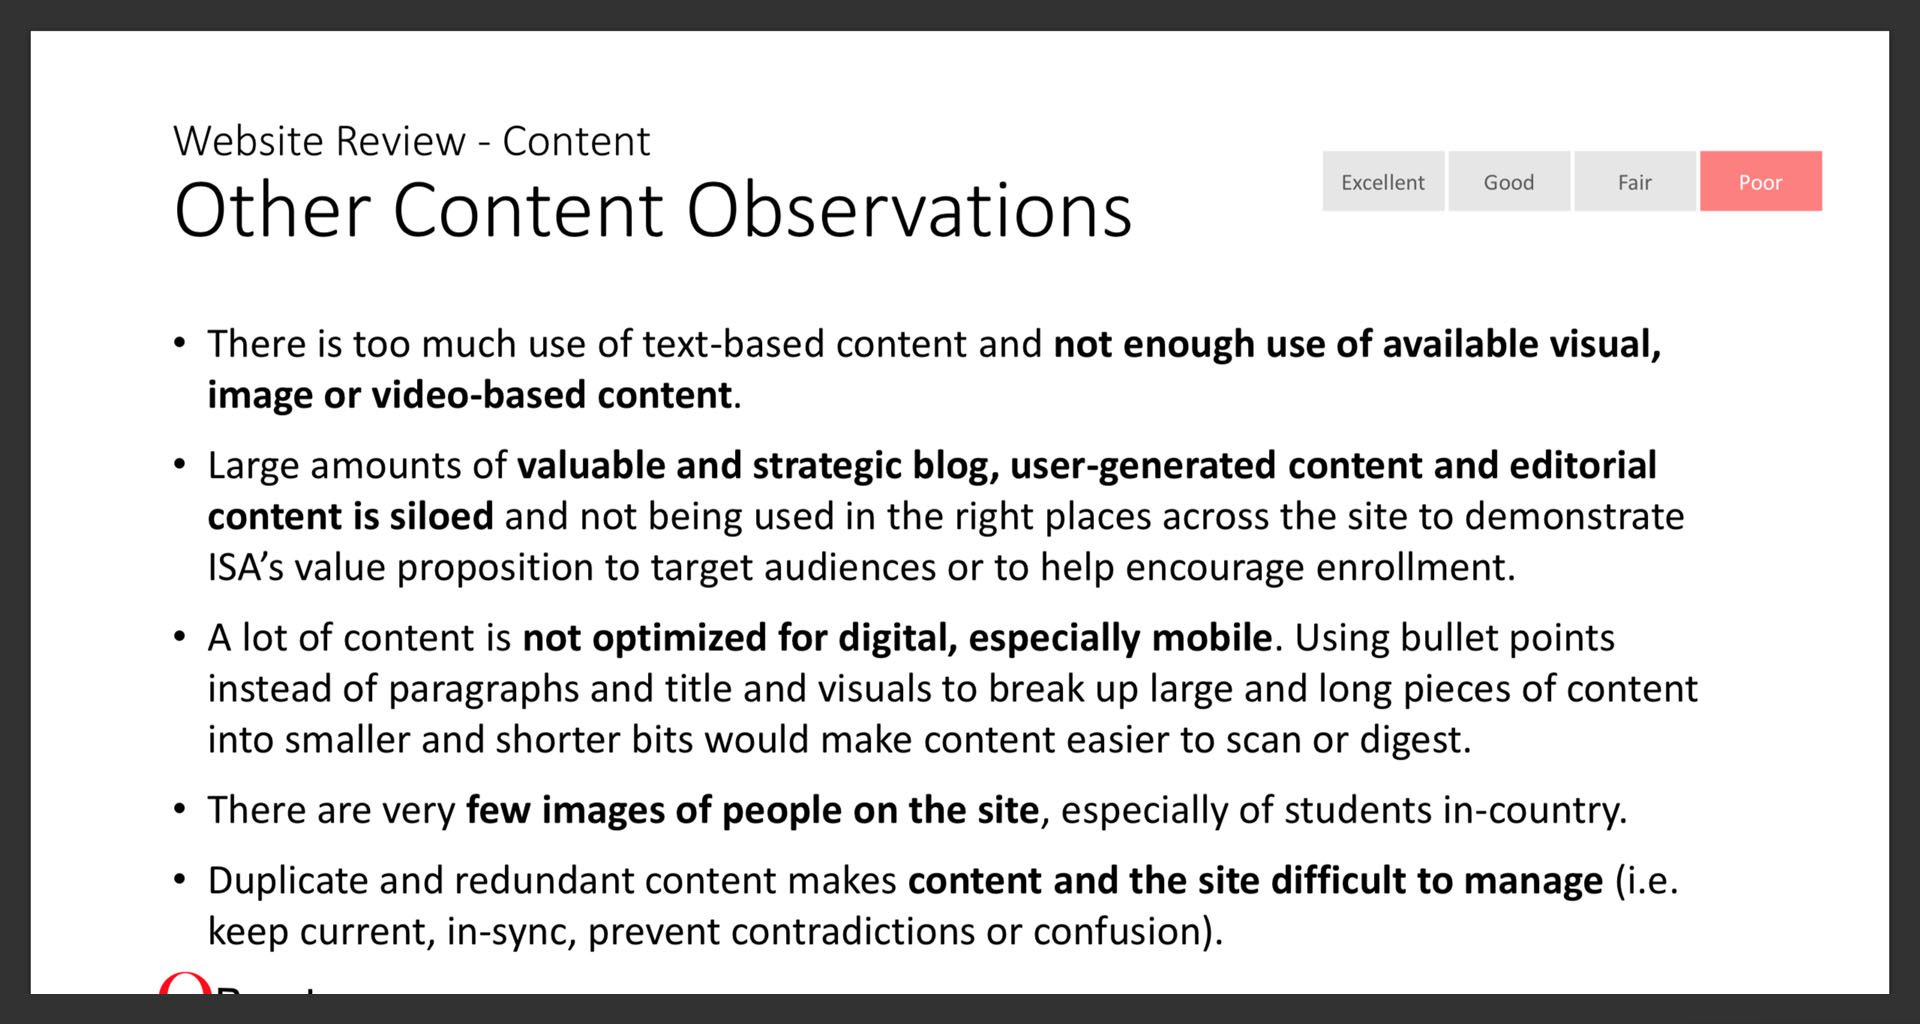 Website Review - Content
Other Content Observations
Excellent
Good
Fair
Poor
• There is too much use of text-based content and not enough use of available visual,
image or video-based content.
• Large amounts of valuable and strategic blog, user-generated content and editorial
content is siloed and not being used in the right places across the site to demonstrate
ISA’s value proposition to target audiences or to help encourage enrollment.
• A lot of content is not optimized for digital, especially mobile. Using bullet points
instead of paragraphs and title and visuals to break up large and long pieces of content
into smaller and shorter bits would make content easier to scan or digest.
• There are very few images of people on the site, especially of students in-country.
• Duplicate and redundant content makes content and the site difficult to manage (i.e.
keep current, in-sync, prevent contradictions or confusion).